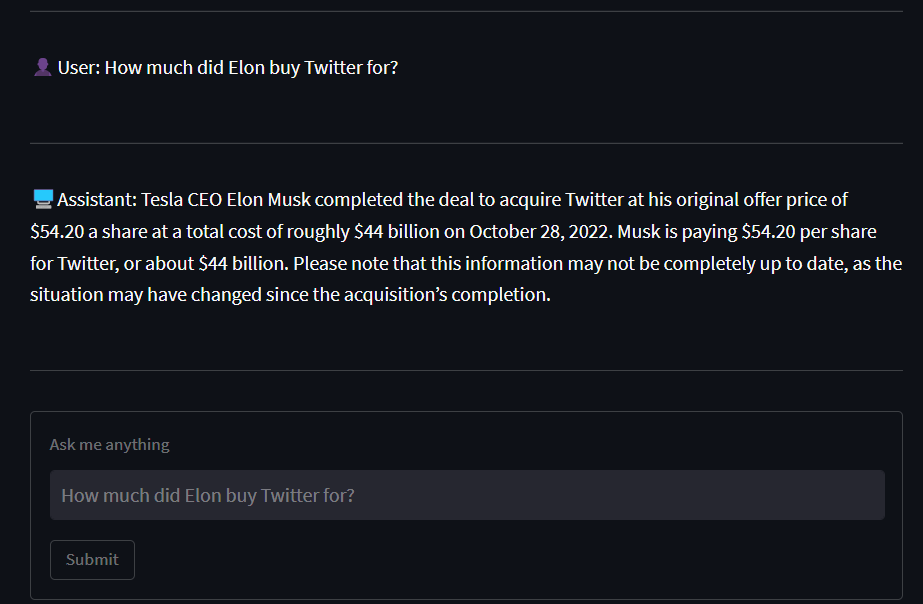 User: How much did Elon buy Twitter for?
Assistant: Tesla CEO Elon Musk completed the deal to acquire Twitter at his original offer price of
$54.20 a share at a total cost of roughly $44 billion on October 28, 2022. Musk is paying $54.20 per share
for Twitter, or about $44 billion. Please note that this information may not be completely up to date, as the
situation may have changed since the acquisition’s completion.
Ask me anything
How much did Elon buy Twitter for?
Submit